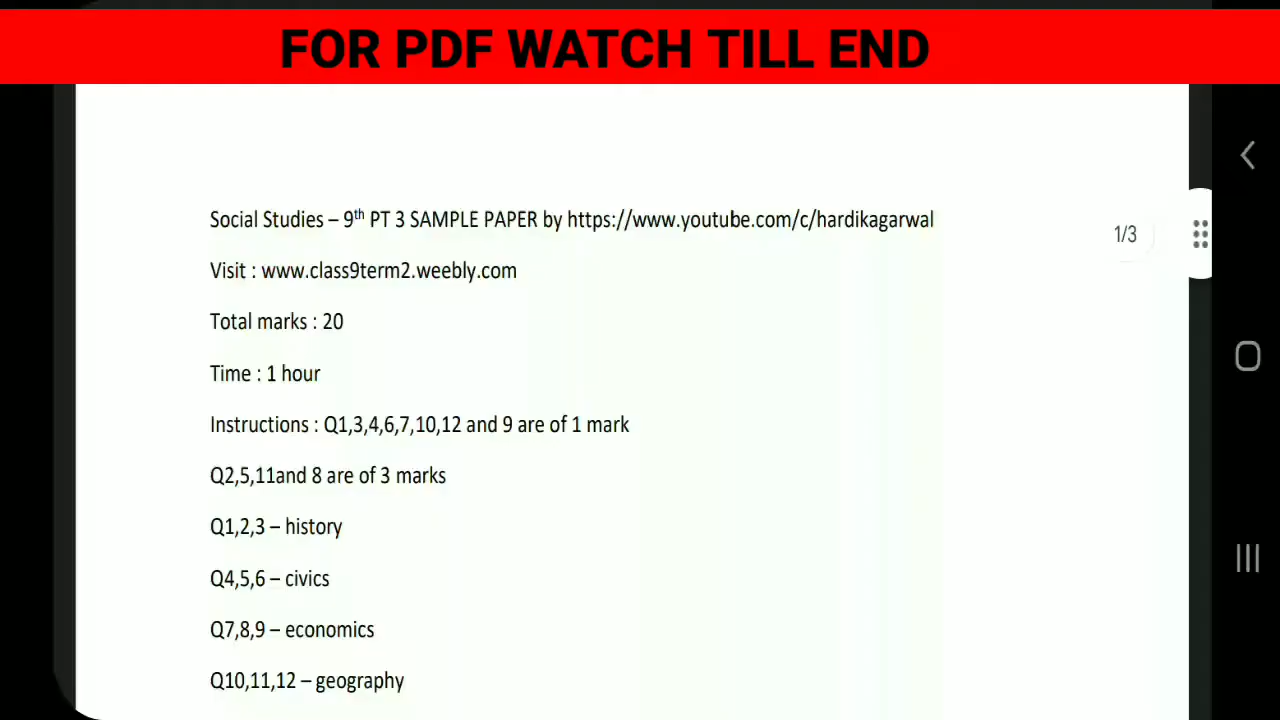 FOR PDF WATCH TILL END
Social Studies – 9th PT 3 SAMPLE PAPER by https://www.youtube.com/c/hardikagarwal
1/3
Visit : www.class9term2.weebly.com
Total marks : 20
Time : 1 hour
Instructions : Q1,3,4,6,7,10,12 and 9 are of 1 mark
Q2,5,11and 8 are of 3 marks
Q1,2,3 – history
Q4,5,6 – civics
Q7,8,9 – economics
Q10,11,12 – geography